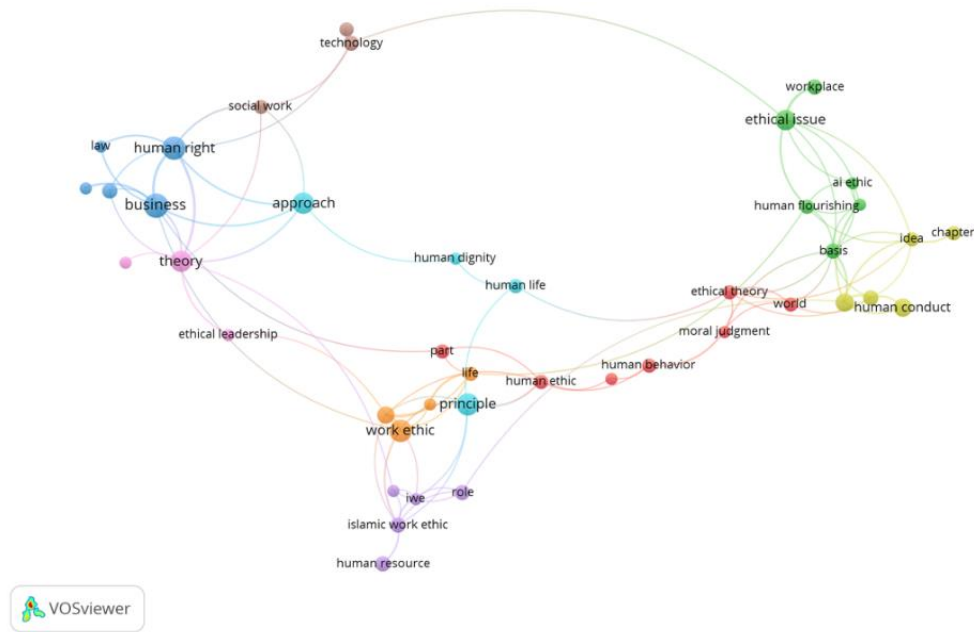 technology
workplace
social work
ethical issue
law
human right
ai ethic
business
approach
human flourishing
idea
chapter
basis
theory
human dignity
human life
ethical theory
world
human conduct
ethical leadership
moral judgment
part
life
human ethic
human behavior
principle
work ethic
iwe
role
islamic work ethic
human resource
VOSviewer